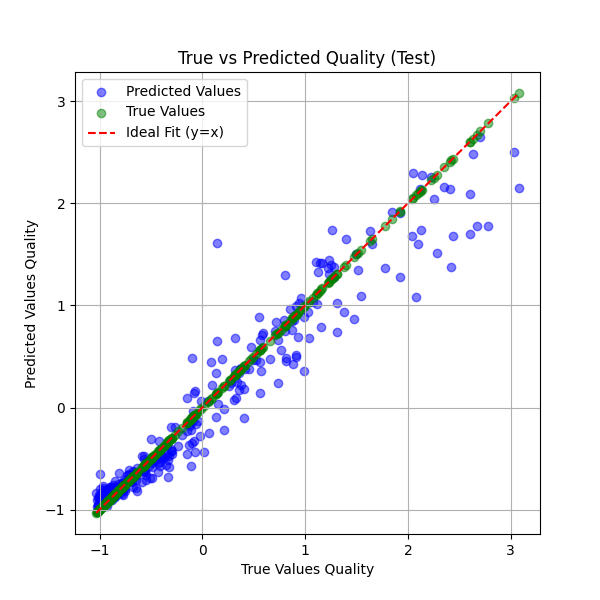 True vs Predicted Quality (Test)
Predicted Values
True Values
Ideal Fit (y=x)
3
2
1
0
−1
Predicted Values Quality
−1 0 1 2 3
True Values Quality